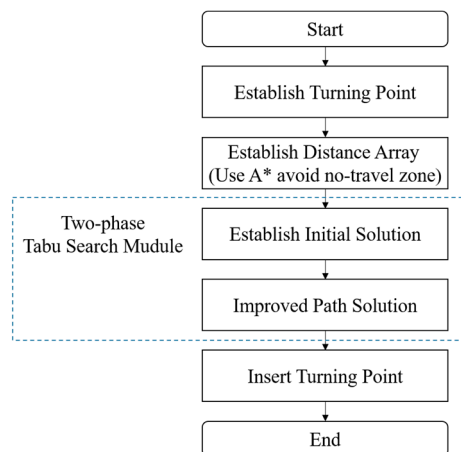 Start
Establish Turning Point
Establish Distance Array
(Use A* avoid no-travel zone)
Two-phase
Tabu Search Mudule
Establish Initial Solution
Improved Path Solution
Insert Turning Point
End